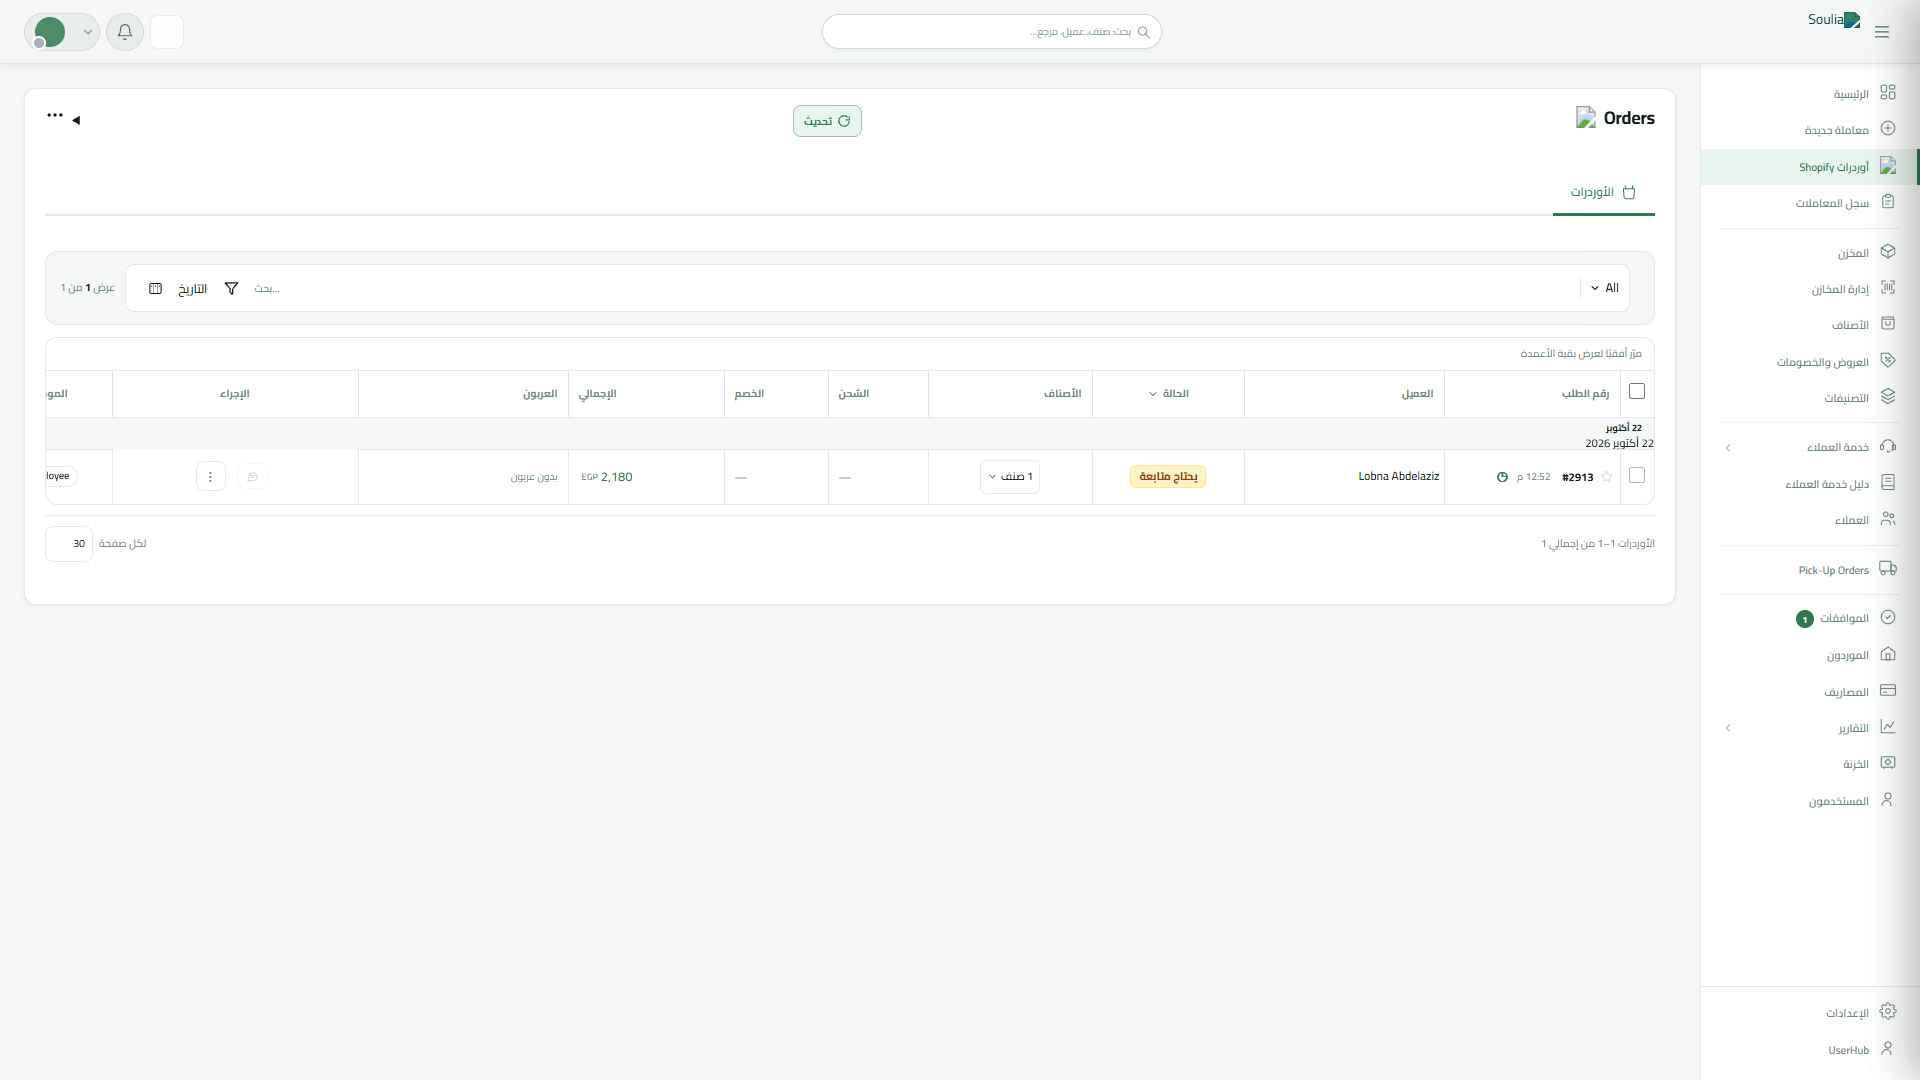 Soulia
بحث: صنف، عميل، مرجع...
الرئيسية
معاملة جديدة
أوردرات Shopify
سجل المعاملات
المخزن
إدارة المخازن
الأصناف
العروض والخصومات
التصنيفات
خدمة العملاء
دليل خدمة العملاء
العملاء
Pick-Up Orders
الموافقات 1
الموردون
المصاريف
التقارير
الخزنة
المستخدمون
الإعدادات
UserHub
Orders
تحديث
الأوردرات
All
بحث...
التاريخ
عرض 1 من 1
مرّر أفقيًا لعرض بقية الأعمدة
رقم الطلب العميل الحالة الأصناف الشحن الخصم الإجمالي العربون الإجراء
22 أكتوبر
22 أكتوبر 2026
#2913 12:52 م Lobna Abdelaziz يحتاج متابعة 1 صنف — — 2,180 EGP بدون عربون loyee
الأوردرات 1–1 من إجمالي 1
لكل صفحة 30